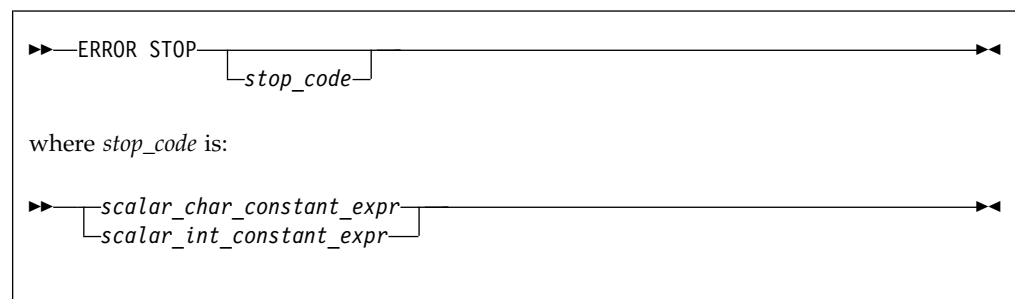 ERROR STOP
stop_code
where stop_code is:
scalar_char_constant_expr
scalar_int_constant_expr